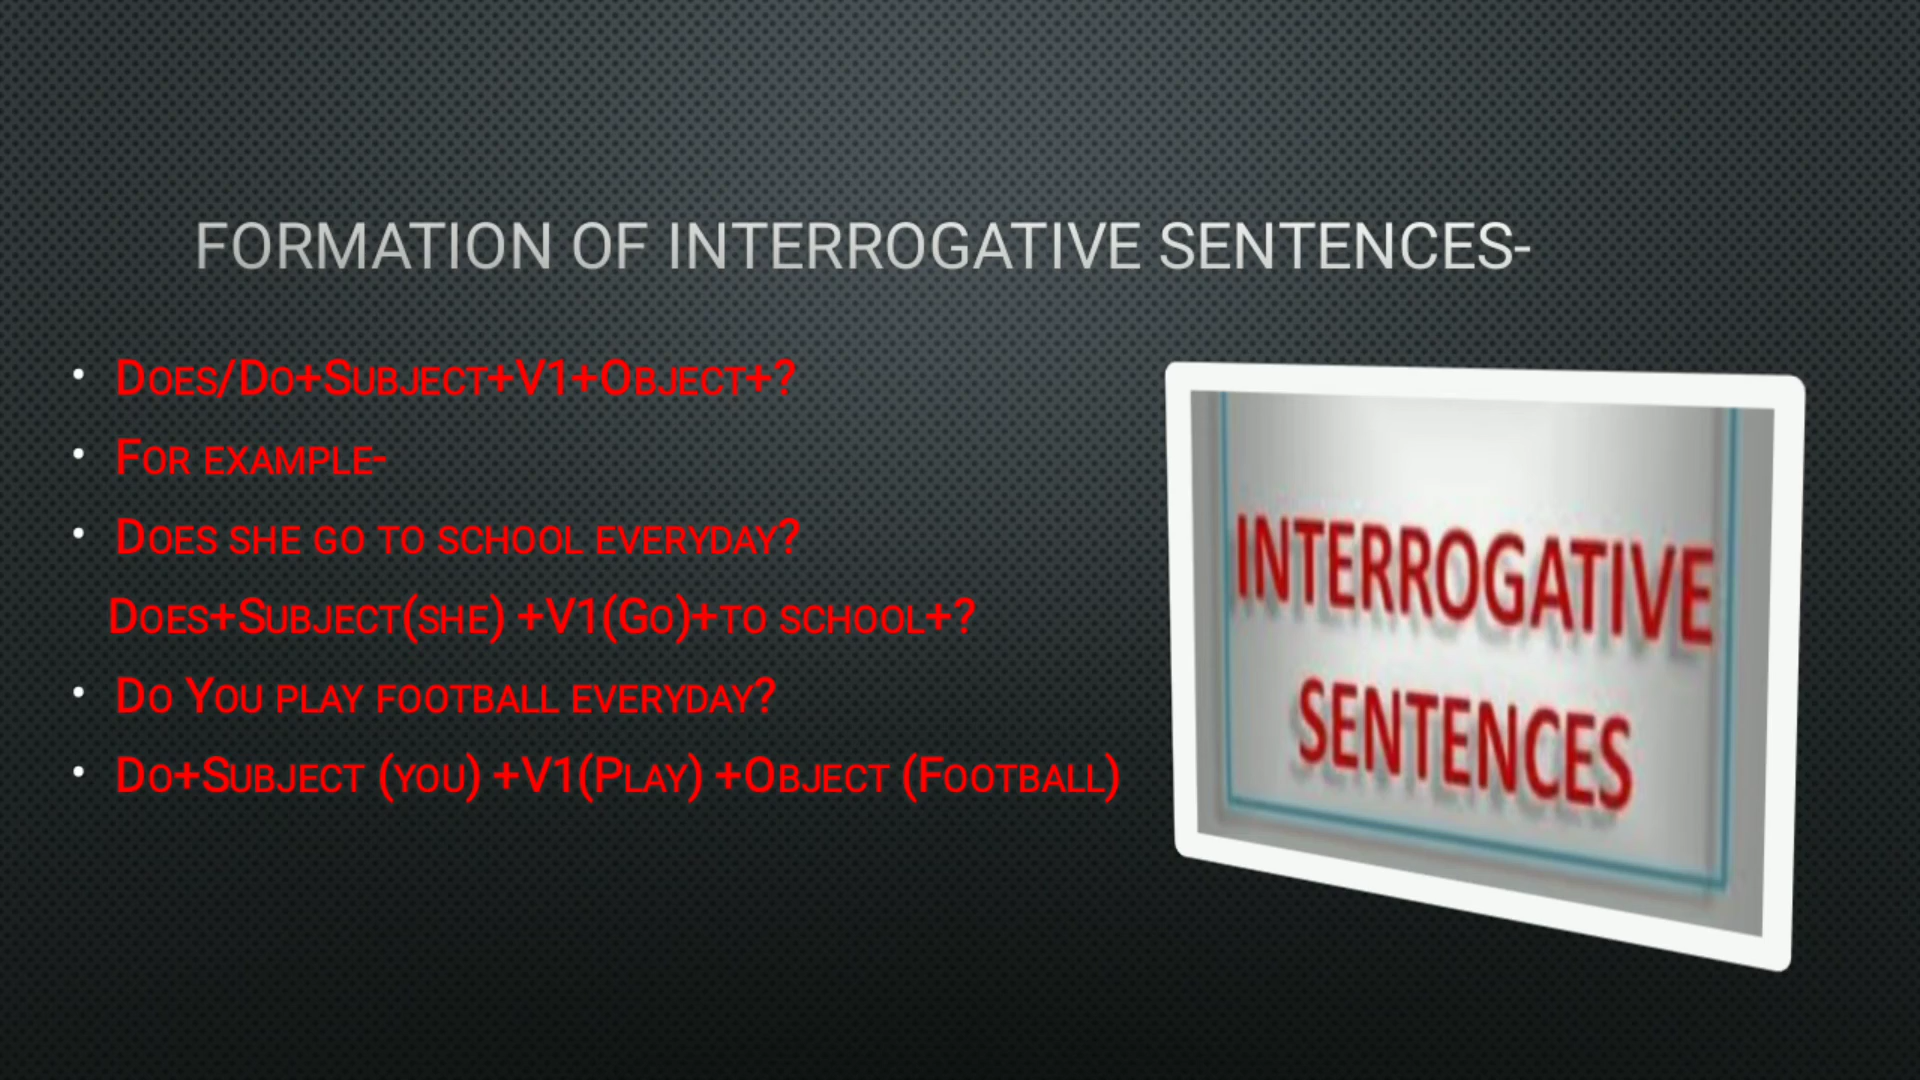 FORMATION OF INTERROGATIVE SENTENCES-
• Does/Do+Subject+V1+Object+?
• For example-
• Does she go to school everyday?
Does+Subject(she) +V1(Go)+to school+?
• Do You play football everyday?
• Do+Subject (you) +V1(Play) +Object (Football)
INTERROGATIVE
SENTENCES